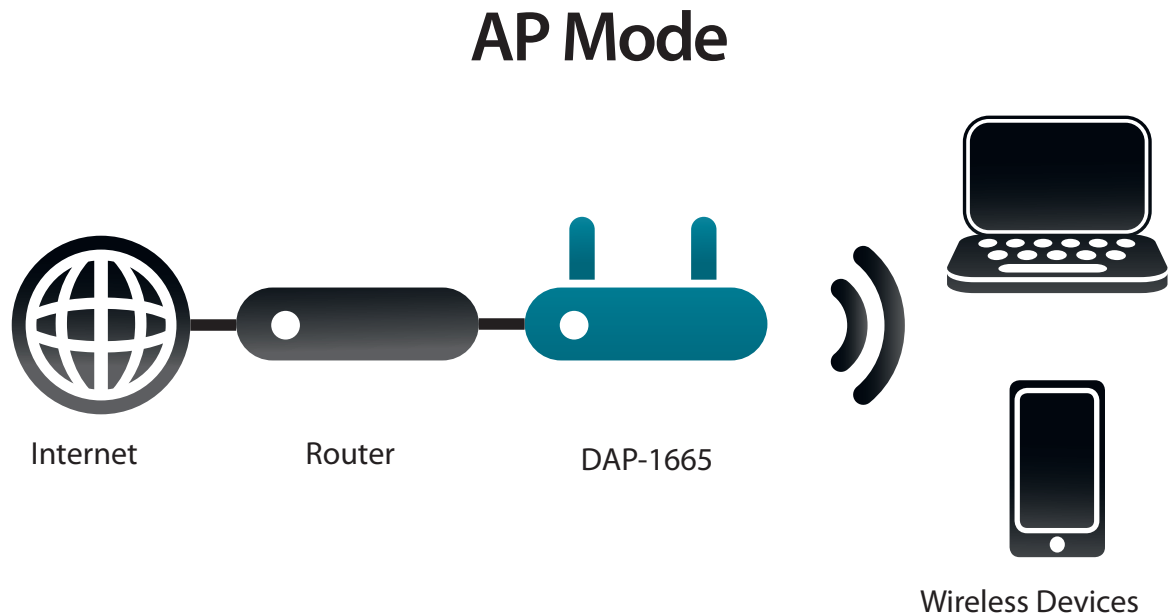 AP Mode
Internet
Router
DAP-1665
Wireless Devices